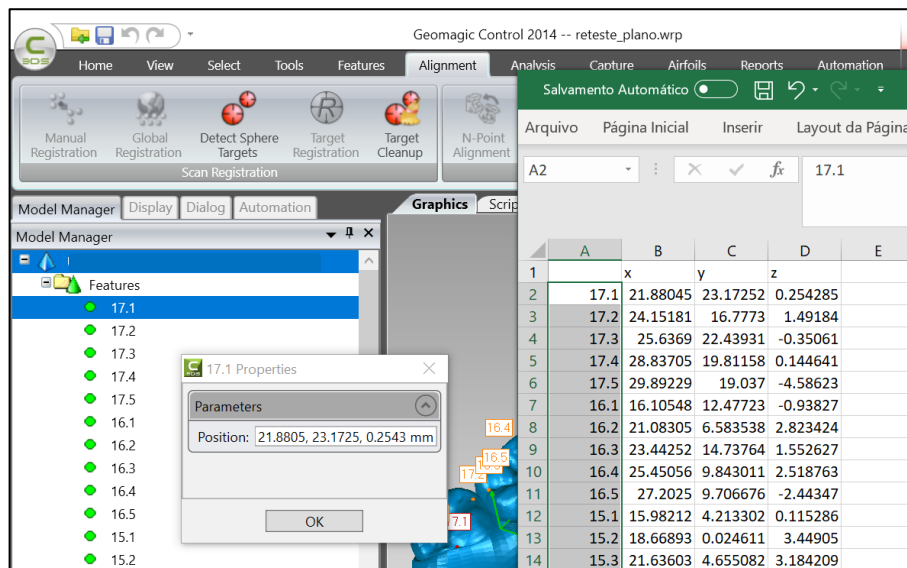 Geomagic Control 2014 -- reteste_plano.wrp
C
3DS
Home View Select Tools Features Alignment Analysis Capture Airfoils Reports Automation
Manual Registration
Global Registration
Detect Sphere Targets
Target Registration
Target Cleanup
N-Point Alignment
Scan Registration
Model Manager Display Dialog Automation
Model Manager
Features
17.1
17.2
17.3
17.4
17.5
16.1
16.2
16.3
16.4
16.5
15.1
15.2
Graphics Scrip
17.1 Properties
Parameters
Position: 21.8805, 23.1725, 0.2543 mm
OK
16.4
16.5
17.2
7.1
Salvamento Automático
Arquivo Página Inicial Inserir Layout da Página
A2 fx 17.1
A B C D E
1 x y z
2 17.1 21.88045 23.17252 0.254285
3 17.2 24.15181 16.7773 1.49184
4 17.3 25.6369 22.43931 -0.35061
5 17.4 28.83705 19.81158 0.144641
6 17.5 29.89229 19.037 -4.58623
7 16.1 16.10548 12.47723 -0.93827
8 16.2 21.08305 6.583538 2.823424
9 16.3 23.44252 14.73764 1.552627
10 16.4 25.45056 9.843011 2.518763
11 16.5 27.2025 9.706676 -2.44347
12 15.1 15.98212 4.213302 0.115286
13 15.2 18.66893 0.024611 3.44905
14 15.3 21.63603 4.655082 3.184209